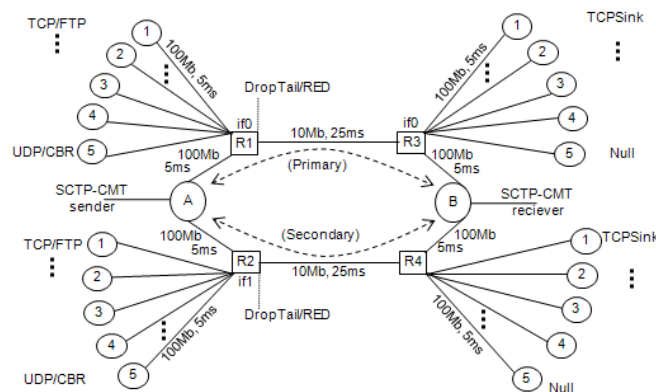 TCP/FTP
1
2
3
4
5
100Mb, 5ms
UDP/CBR
DropTail/RED
if0
R1
10Mb, 25ms
if0
R3
TCPSink
1
2
3
4
5
100Mb, 5ms
Null
100Mb
5ms
(Primary)
100Mb
5ms
SCTP-CMT
sender
A
B
SCTP-CMT
reciever
100Mb
5ms
(Secondary)
100Mb
5ms
TCP/FTP
1
2
3
4
5
100Mb, 5ms
UDP/CBR
R2
if1
10Mb, 25ms
DropTail/RED
R4
TCPSink
1
2
3
4
5
100Mb, 5ms
Null